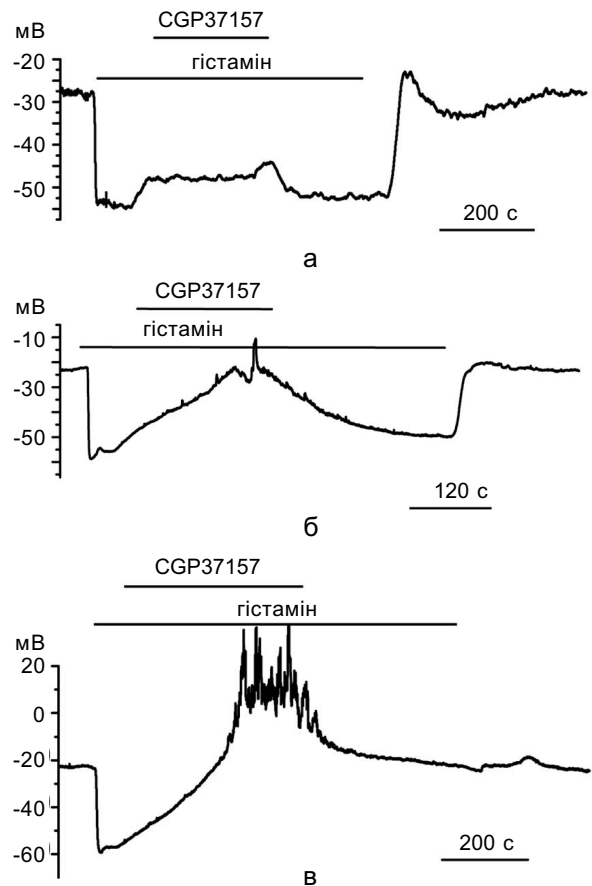 CGP37157
мВ
гістамін
-20
-30
-40
-50
200 с
а
CGP37157
мВ
гістамін
-10
-30
-50
120 с
б
CGP37157
гістамін
мВ
20
0
-20
-40
-60
200 с
в